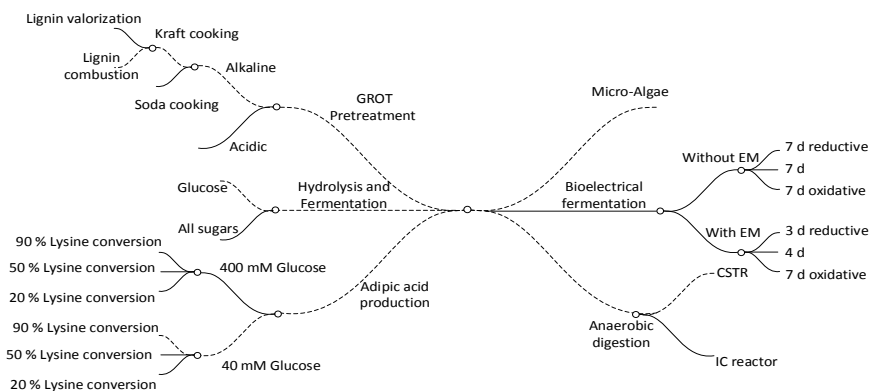 Lignin valorization
Kraft cooking
Lignin
combustion
Alkaline
Soda cooking
Acidic
GROT
Pretreatment
Glucose
Hydrolysis and
Fermentation
All sugars
90 % Lysine conversion
50 % Lysine conversion
20 % Lysine conversion
400 mM Glucose
Adipic acid
production
90 % Lysine conversion
50 % Lysine conversion
20 % Lysine conversion
40 mM Glucose
Micro-Algae
Bioelectrical
fermentation
Without EM
7 d reductive
7 d
7 d oxidative
With EM
3 d reductive
4 d
7 d oxidative
Anaerobic
digestion
CSTR
IC reactor